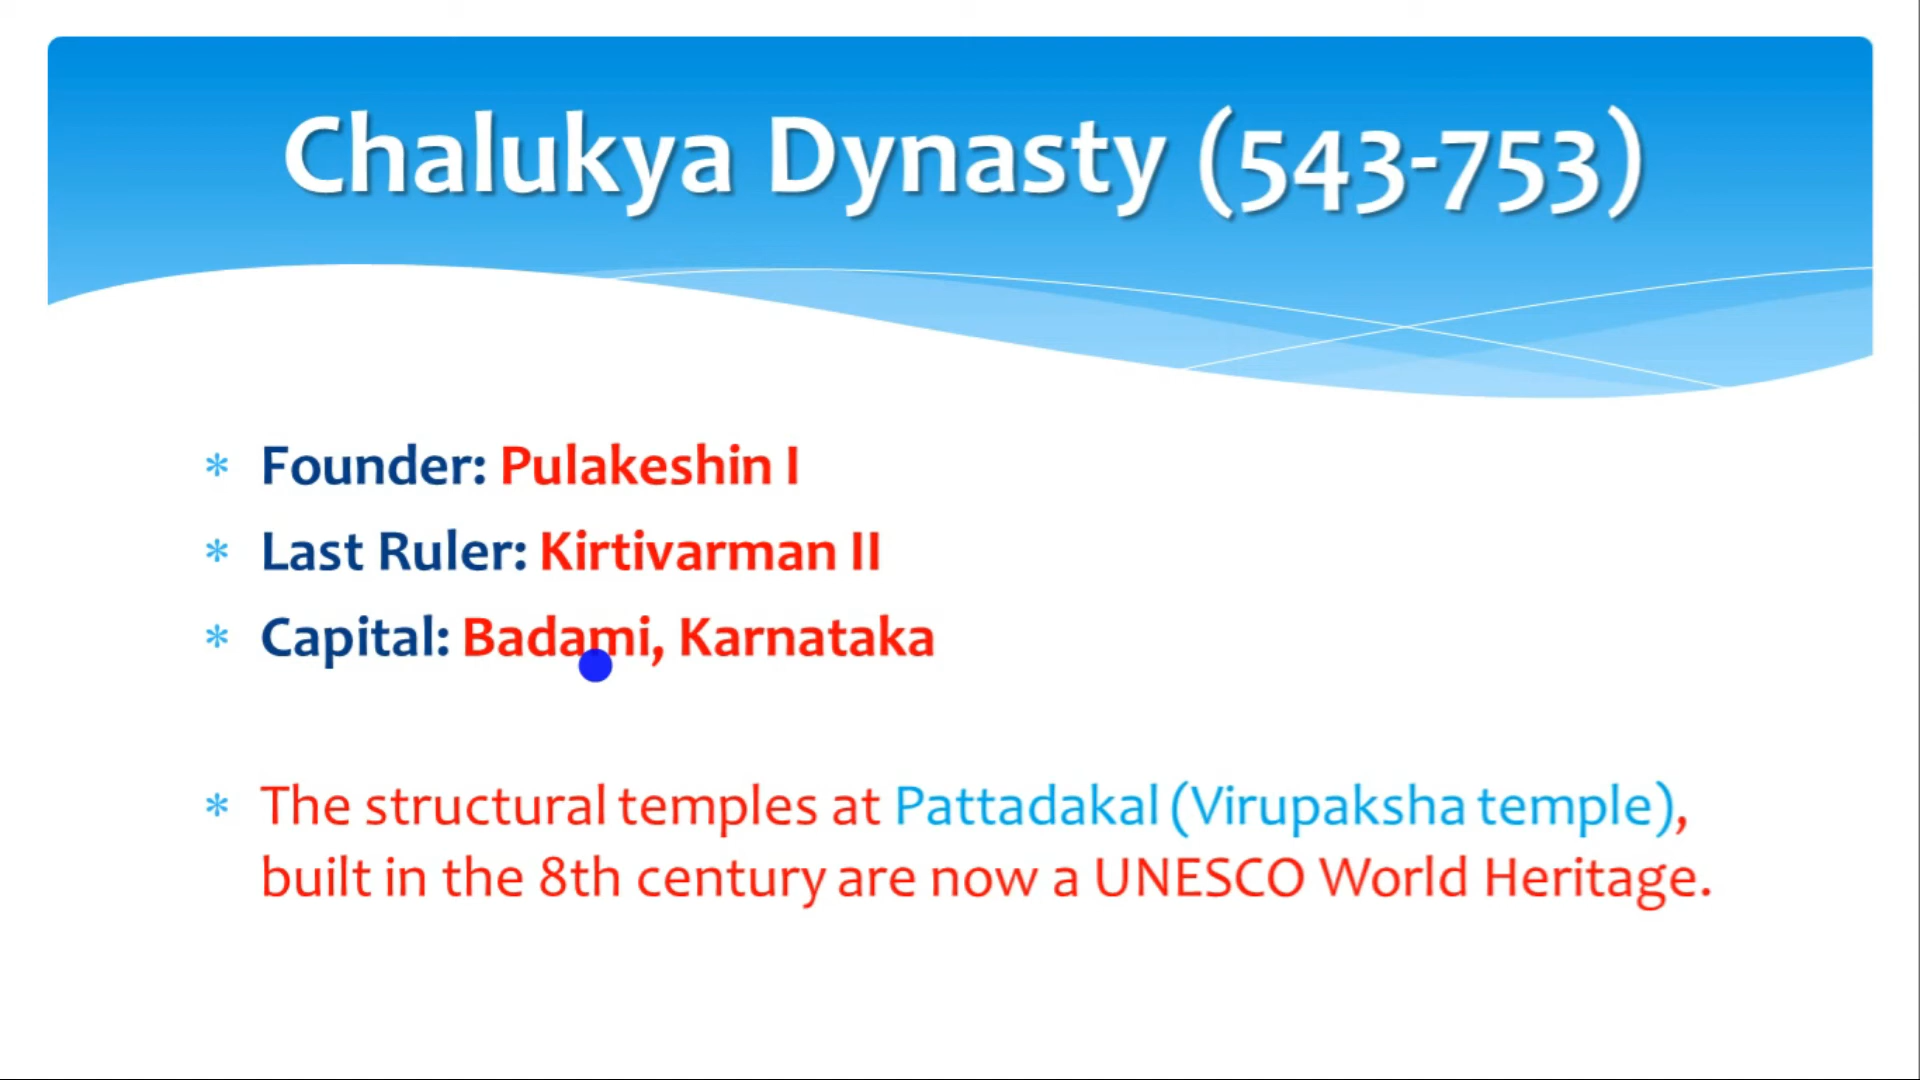 Chalukya Dynasty (543-753)
* Founder: Pulakeshin I
* Last Ruler: Kirtivarman II
* Capital: Badami, Karnataka
* The structural temples at Pattadakal (Virupaksha temple),
built in the 8th century are now a UNESCO World Heritage.